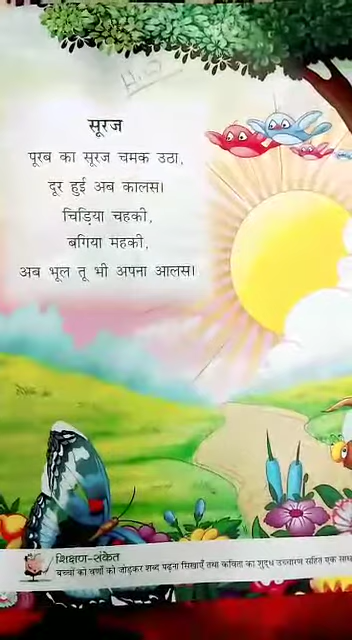 H.W
सूरज
पूरब का सूरज चमक उठा,
दूर हुई अब कालस।
चिड़िया चहकी,
बगिया महकी,
अब भूल तू भी अपना आलस।
शिक्षण-संकेत
बच्चों को वर्णों को जोड़कर शब्द पढ़ना सिखाएँ तथा कविता का शुद्ध उच्चारण सहित एक साथ